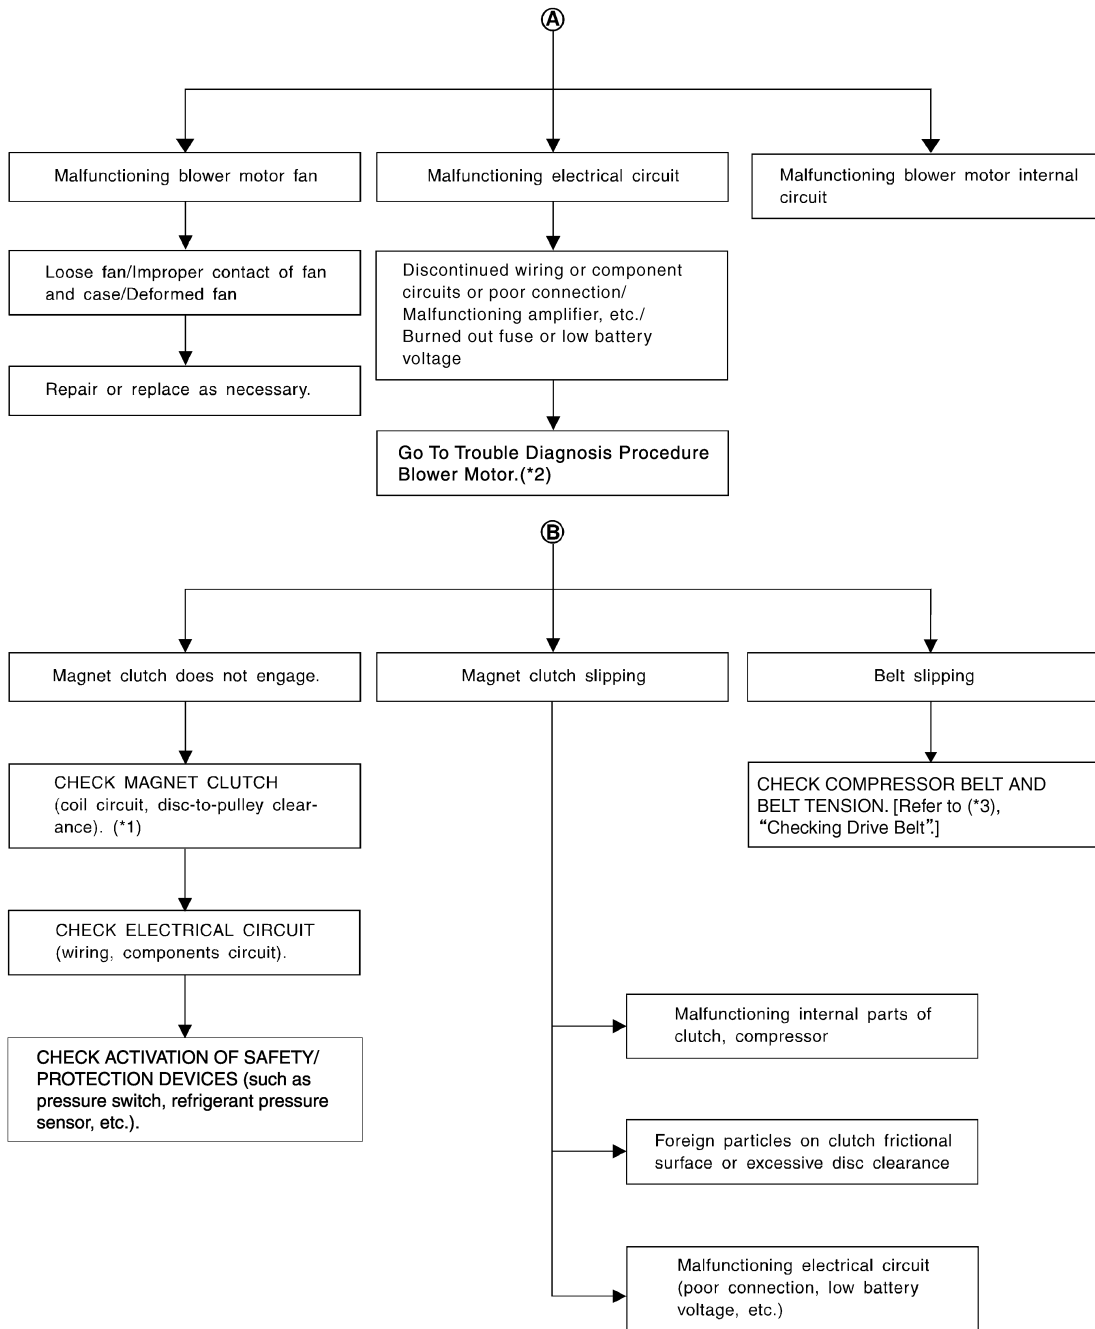 A
Malfunctioning blower motor fan
Malfunctioning electrical circuit
Malfunctioning blower motor internal
circuit
Loose fan/Improper contact of fan
and case/Deformed fan
Discontinued wiring or component
circuits or poor connection/
Malfunctioning amplifier, etc./
Burned out fuse or low battery
voltage
Repair or replace as necessary.
Go To Trouble Diagnosis Procedure
Blower Motor.(*2)
B
Magnet clutch does not engage.
Magnet clutch slipping
Belt slipping
CHECK MAGNET CLUTCH
(coil circuit, disc-to-pulley clear-
ance). (*1)
CHECK COMPRESSOR BELT AND
BELT TENSION. [Refer to (*3),
“Checking Drive Belt”.]
CHECK ELECTRICAL CIRCUIT
(wiring, components circuit).
CHECK ACTIVATION OF SAFETY/
PROTECTION DEVICES (such as
pressure switch, refrigerant pressure
sensor, etc.).
Malfunctioning internal parts of
clutch, compressor
Foreign particles on clutch frictional
surface or excessive disc clearance
Malfunctioning electrical circuit
(poor connection, low battery
voltage, etc.)